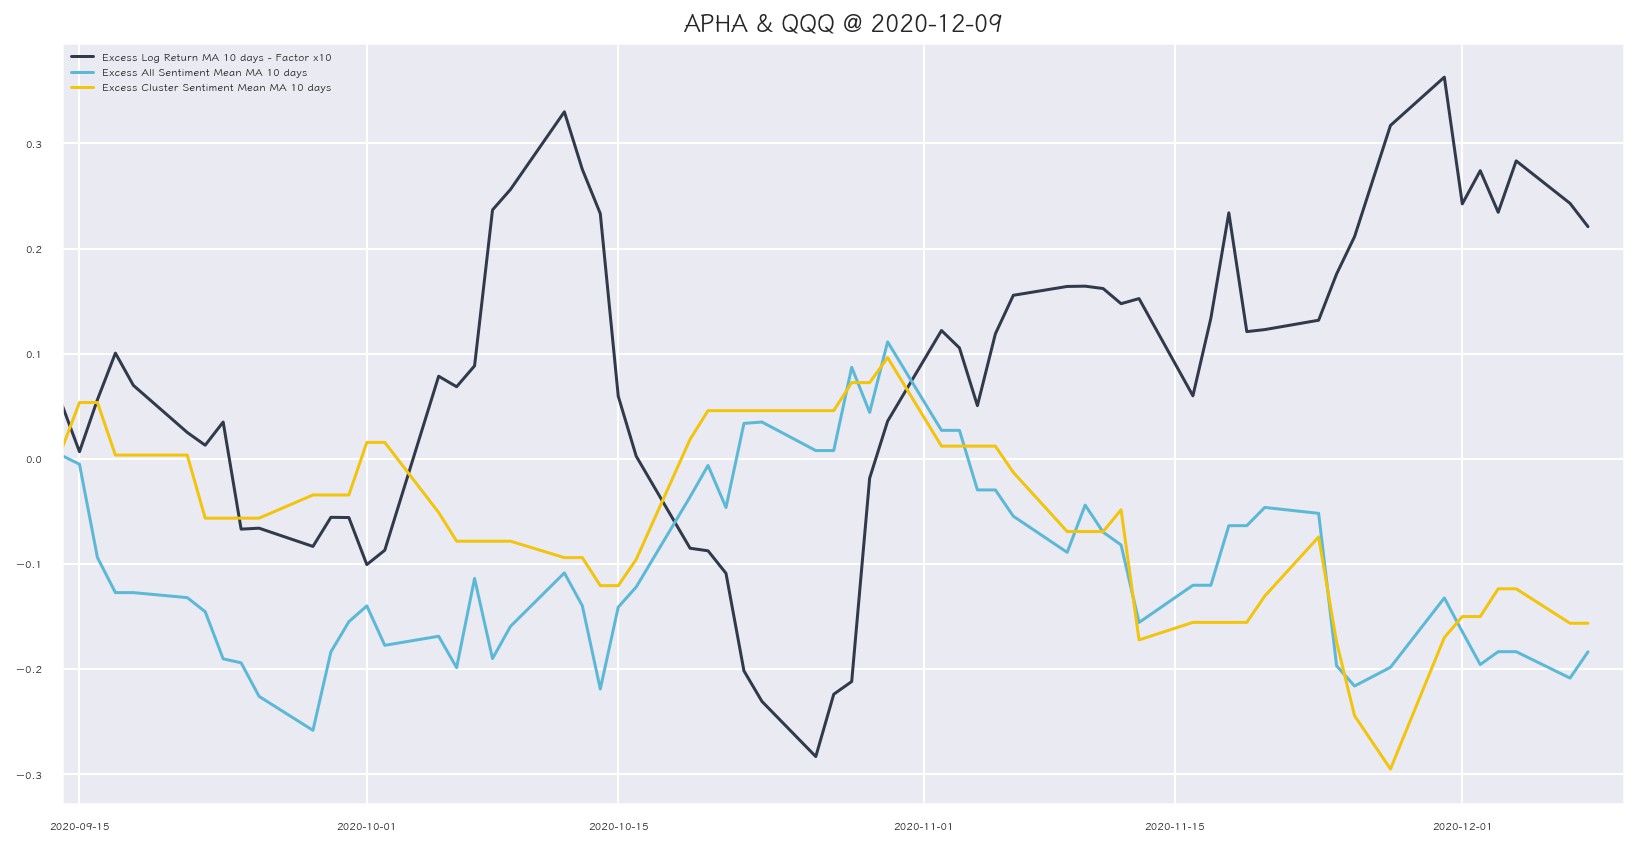 APHA & QQQ @ 2020-12-09
Excess Log Return MA 10 days - Factor x10
Excess All Sentiment Mean MA 10 days
Excess Cluster Sentiment Mean MA 10 days
0.3
0.2
0.1
0.0
−0.1
−0.2
−0.3
2020-09-15 2020-10-01 2020-10-15 2020-11-01 2020-11-15 2020-12-01